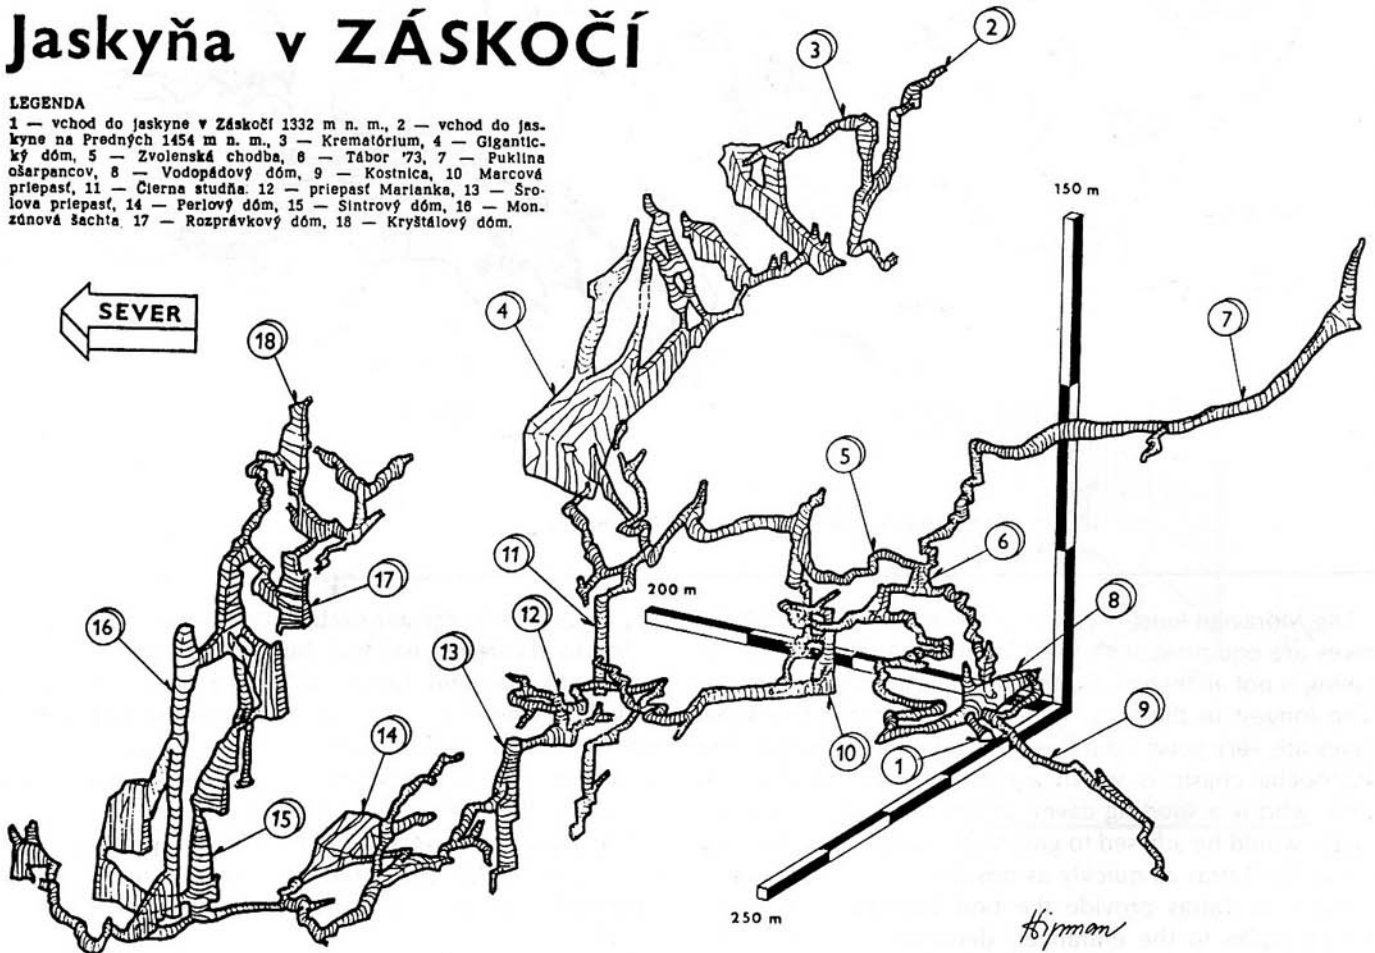 Jaskyňa v ZÁSKOČÍ
LEGENDA
1 — vchod do jaskyne v Záskočí 1332 m n. m., 2 — vchod do jas-
kyne na Predných 1454 m n. m., 3 — Krematórium, 4 — Gigantic-
ký dóm, 5 — Zvolenská chodba, 6 — Tábor '73, 7 — Puklina
ošarpancov, 8 — Vodopádový dóm, 9 — Kostnica, 10 Marcová
priepasť, 11 — Čierna studňa. 12 — priepasť Marianka, 13 — Šro-
lova priepasť, 14 — Perlový dóm, 15 — Sintrový dóm, 16 — Mon-
zúnová šachta, 17 — Rozprávkový dóm, 18 — Kryštálový dóm.
2
3
150 m
SEVER
4
7
18
5
11
6
17
200 m
8
12
16
13
9
14
10
1
15
250 m
Hipman